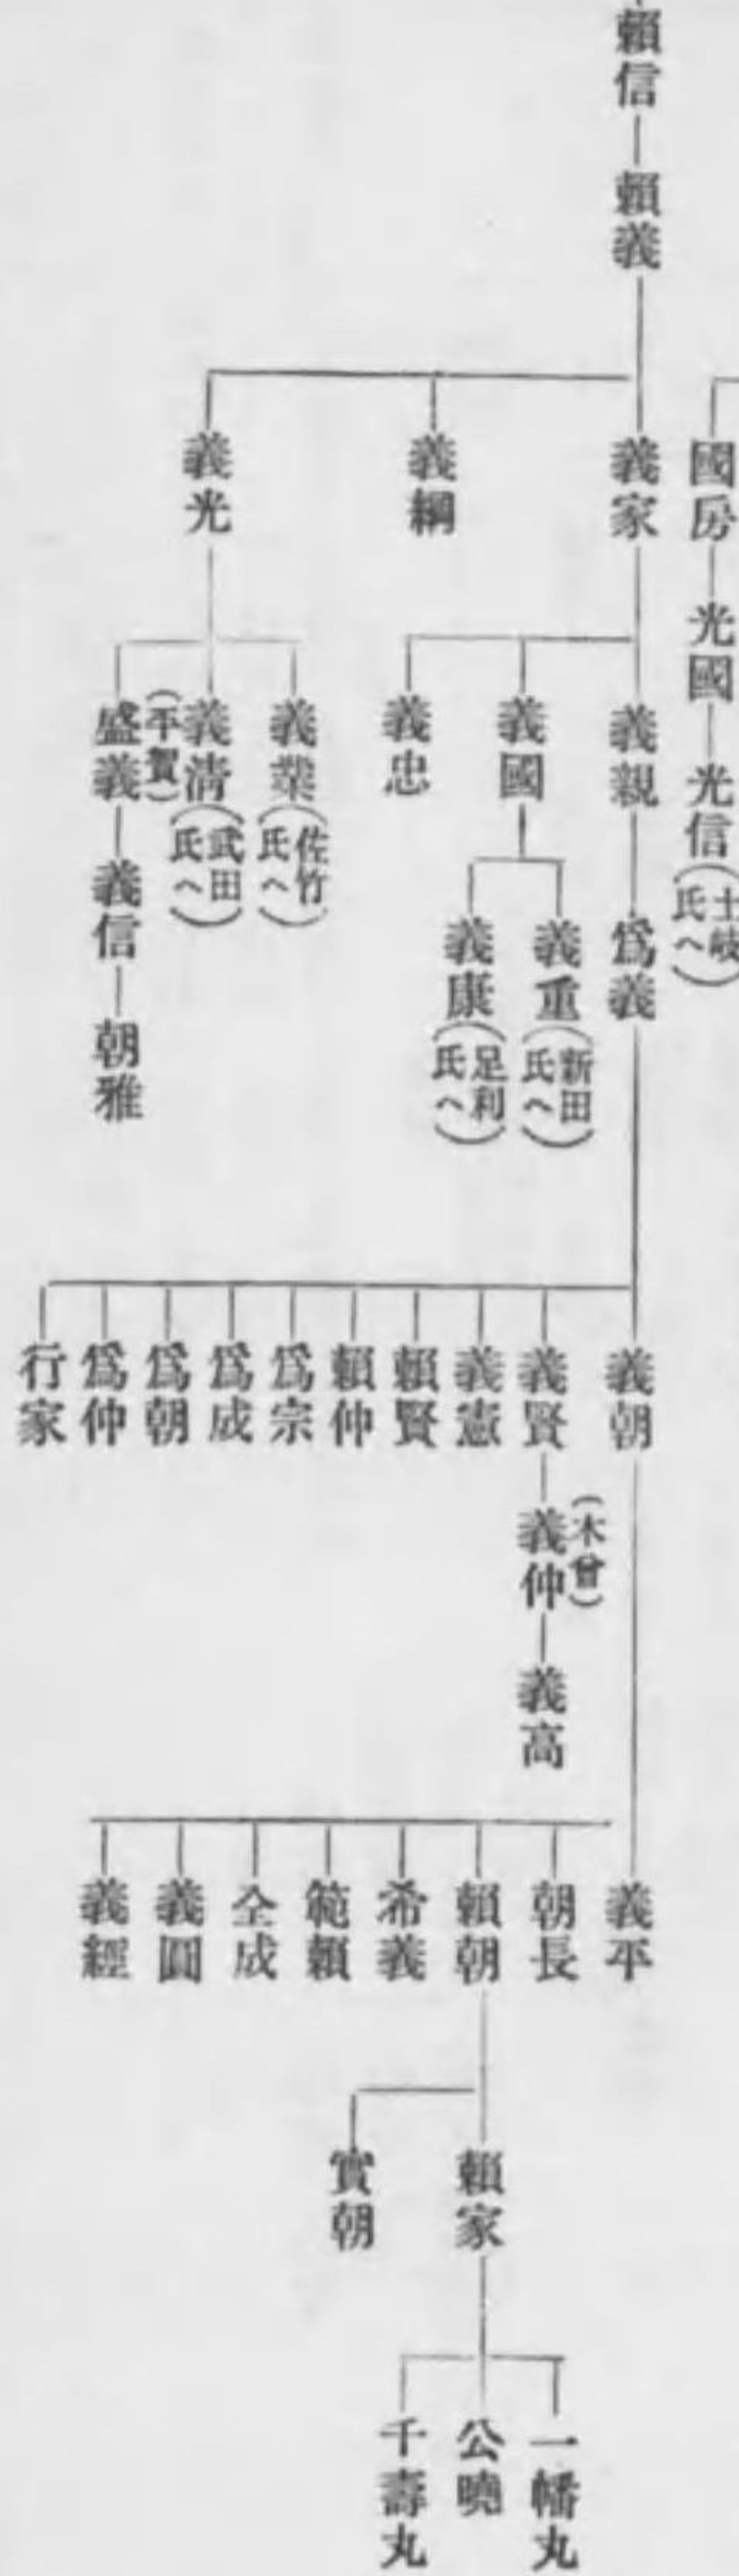 國房―光國―光信(土岐氏へ)
賴信―賴義
義家
義綱
義光
義親―爲義
義國
義忠
義重(新田氏へ)
義康(足利氏へ)
義業(佐竹氏へ)
義清(武田氏へ)
(平賀)
盛義―義信―朝雅
義朝
義賢―義仲―義高
(木曾)
義憲
賴賢
賴仲
爲宗
爲成
爲朝
爲仲
行家
義平
朝長
賴朝
希義
範賴
全成
義圓
義經
賴家
實朝
一幡丸
公曉
千壽丸